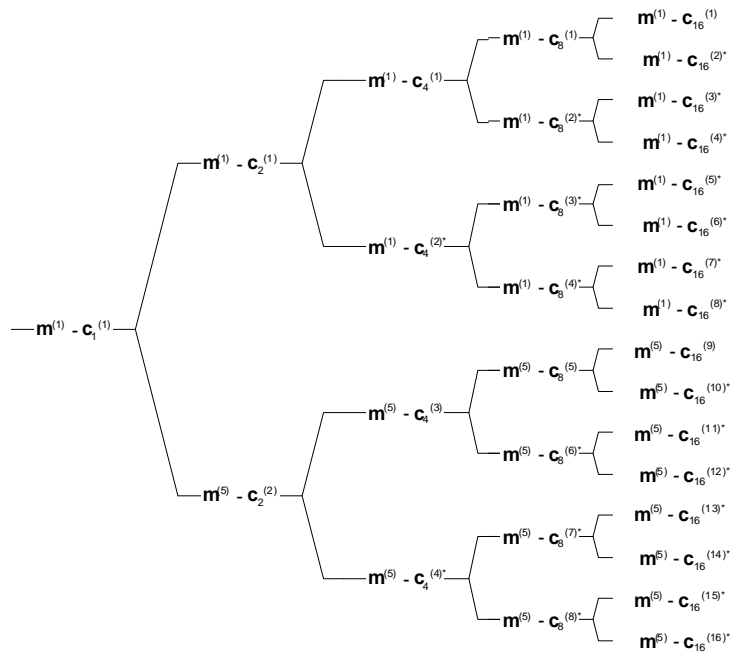 m⁽¹⁾ - c₁₆⁽¹⁾
m⁽¹⁾ - c₈⁽¹⁾
m⁽¹⁾ - c₁₆⁽²⁾*
m⁽¹⁾ - c₄⁽¹⁾
m⁽¹⁾ - c₁₆⁽³⁾*
m⁽¹⁾ - c₈⁽²⁾*
m⁽¹⁾ - c₁₆⁽⁴⁾*
m⁽¹⁾ - c₂⁽¹⁾
m⁽¹⁾ - c₁₆⁽⁵⁾*
m⁽¹⁾ - c₈⁽³⁾*
m⁽¹⁾ - c₁₆⁽⁶⁾*
m⁽¹⁾ - c₄⁽²⁾*
m⁽¹⁾ - c₁₆⁽⁷⁾*
m⁽¹⁾ - c₈⁽⁴⁾*
m⁽¹⁾ - c₁₆⁽⁸⁾*
m⁽¹⁾ - c₁⁽¹⁾
m⁽⁵⁾ - c₁₆⁽⁹⁾
m⁽⁵⁾ - c₈⁽⁵⁾
m⁽⁵⁾ - c₁₆⁽¹⁰⁾*
m⁽⁵⁾ - c₄⁽³⁾
m⁽⁵⁾ - c₁₆⁽¹¹⁾*
m⁽⁵⁾ - c₈⁽⁶⁾*
m⁽⁵⁾ - c₁₆⁽¹²⁾*
m⁽⁵⁾ - c₂⁽²⁾
m⁽⁵⁾ - c₁₆⁽¹³⁾*
m⁽⁵⁾ - c₈⁽⁷⁾*
m⁽⁵⁾ - c₁₆⁽¹⁴⁾*
m⁽⁵⁾ - c₄⁽⁴⁾*
m⁽⁵⁾ - c₁₆⁽¹⁵⁾*
m⁽⁵⁾ - c₈⁽⁸⁾*
m⁽⁵⁾ - c₁₆⁽¹⁶⁾*